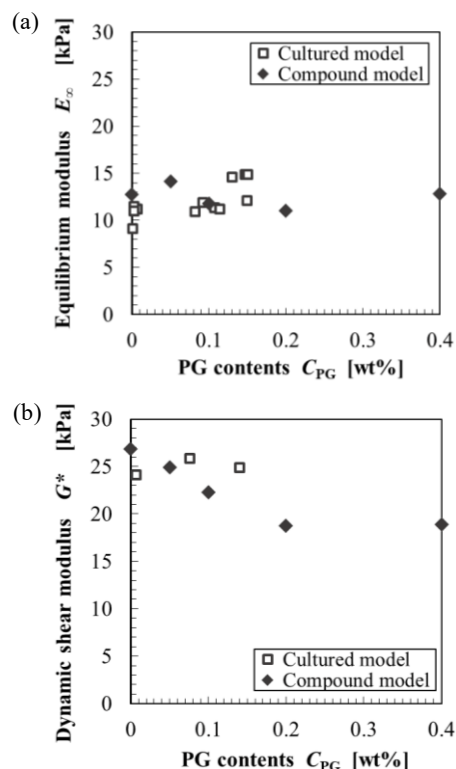 (a)
Equilibrium modulus E∞ [kPa]
30
25
20
15
10
5
0
Cultured model
Compound model
0 0.1 0.2 0.3 0.4
PG contents C_PG [wt%]
(b)
Dynamic shear modulus G* [kPa]
30
25
20
15
10
5
0
Cultured model
Compound model
0 0.1 0.2 0.3 0.4
PG contents C_PG [wt%]